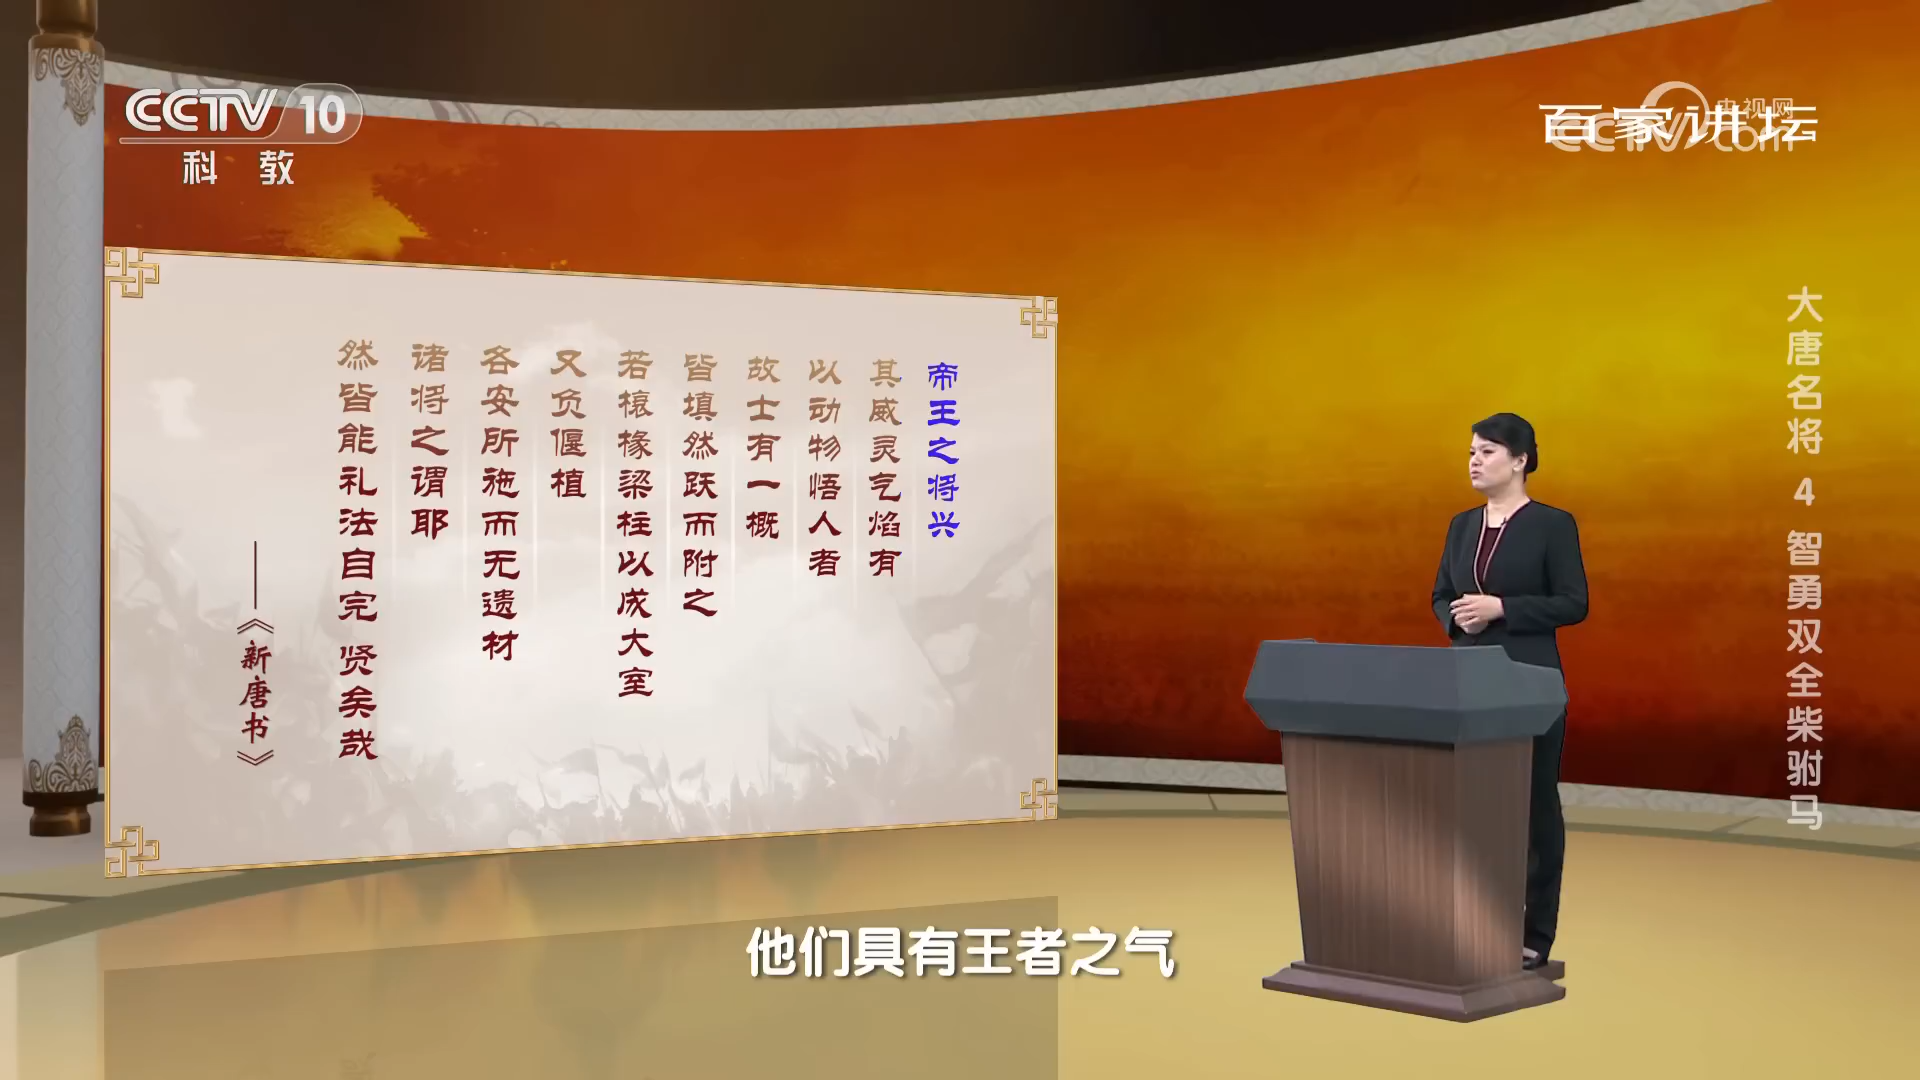 CCTV 10
科 教
百家讲坛
央视网
CCTV.com
帝王之将兴
其威灵气焰有
以动物悟人者
故士有一概
皆填然跃而附之
若榱椽梁柱以成大室
又负偃植
各安所施而无遗材
诸将之谓耶
然皆能礼法自完 贤矣哉
——《新唐书》
大唐名将 4 智勇双全柴驸马
他们具有王者之气